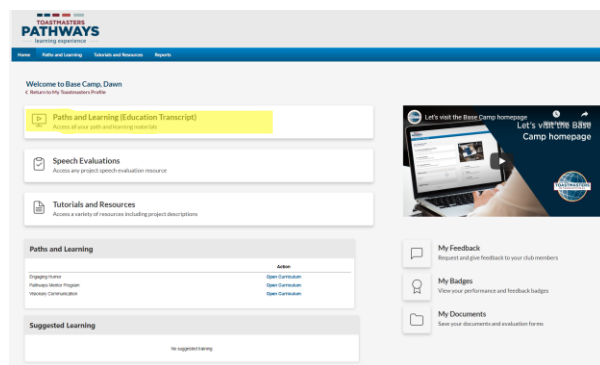 TOASTMASTERS
PATHWAYS
learning experience
Home Paths and Learning Tutorials and Resources Reports
Welcome to Base Camp, Dawn
< Return to My Toastmasters Profile
Paths and Learning (Education Transcript)
Access all your path and learning materials
Speech Evaluations
Access any project speech evaluation resource
Tutorials and Resources
Access a variety of resources including project descriptions
Paths and Learning
Action
Engaging Humor Open Curriculum
Pathways Mentor Program Open Curriculum
Visionary Communication Open Curriculum
Suggested Learning
No suggested training
Let's visit the Base Camp homepage
Let's visit the Base
Camp homepage
TOASTMASTERS
My Feedback
Request and give feedback to your club members
My Badges
View your performance and feedback badges
My Documents
Save your documents and evaluation forms